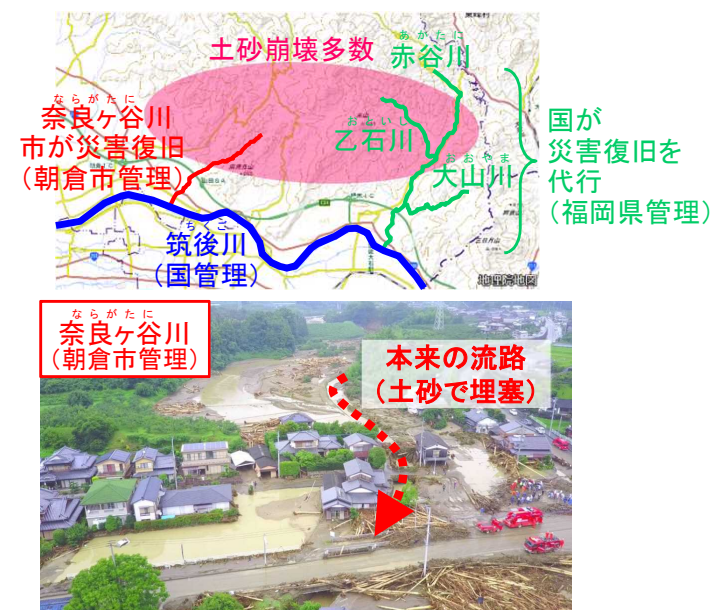 土砂崩壊多数
あかたに
赤谷川
ならがたに
奈良ヶ谷川
市が災害復旧
（朝倉市管理）
おといし
乙石川
おおやま
大山川
国が
災害復旧を
代行
（福岡県管理）
ちくご
筑後川
（国管理）
地理院地図
ならがたに
奈良ヶ谷川
（朝倉市管理）
本来の流路
（土砂で埋塞）